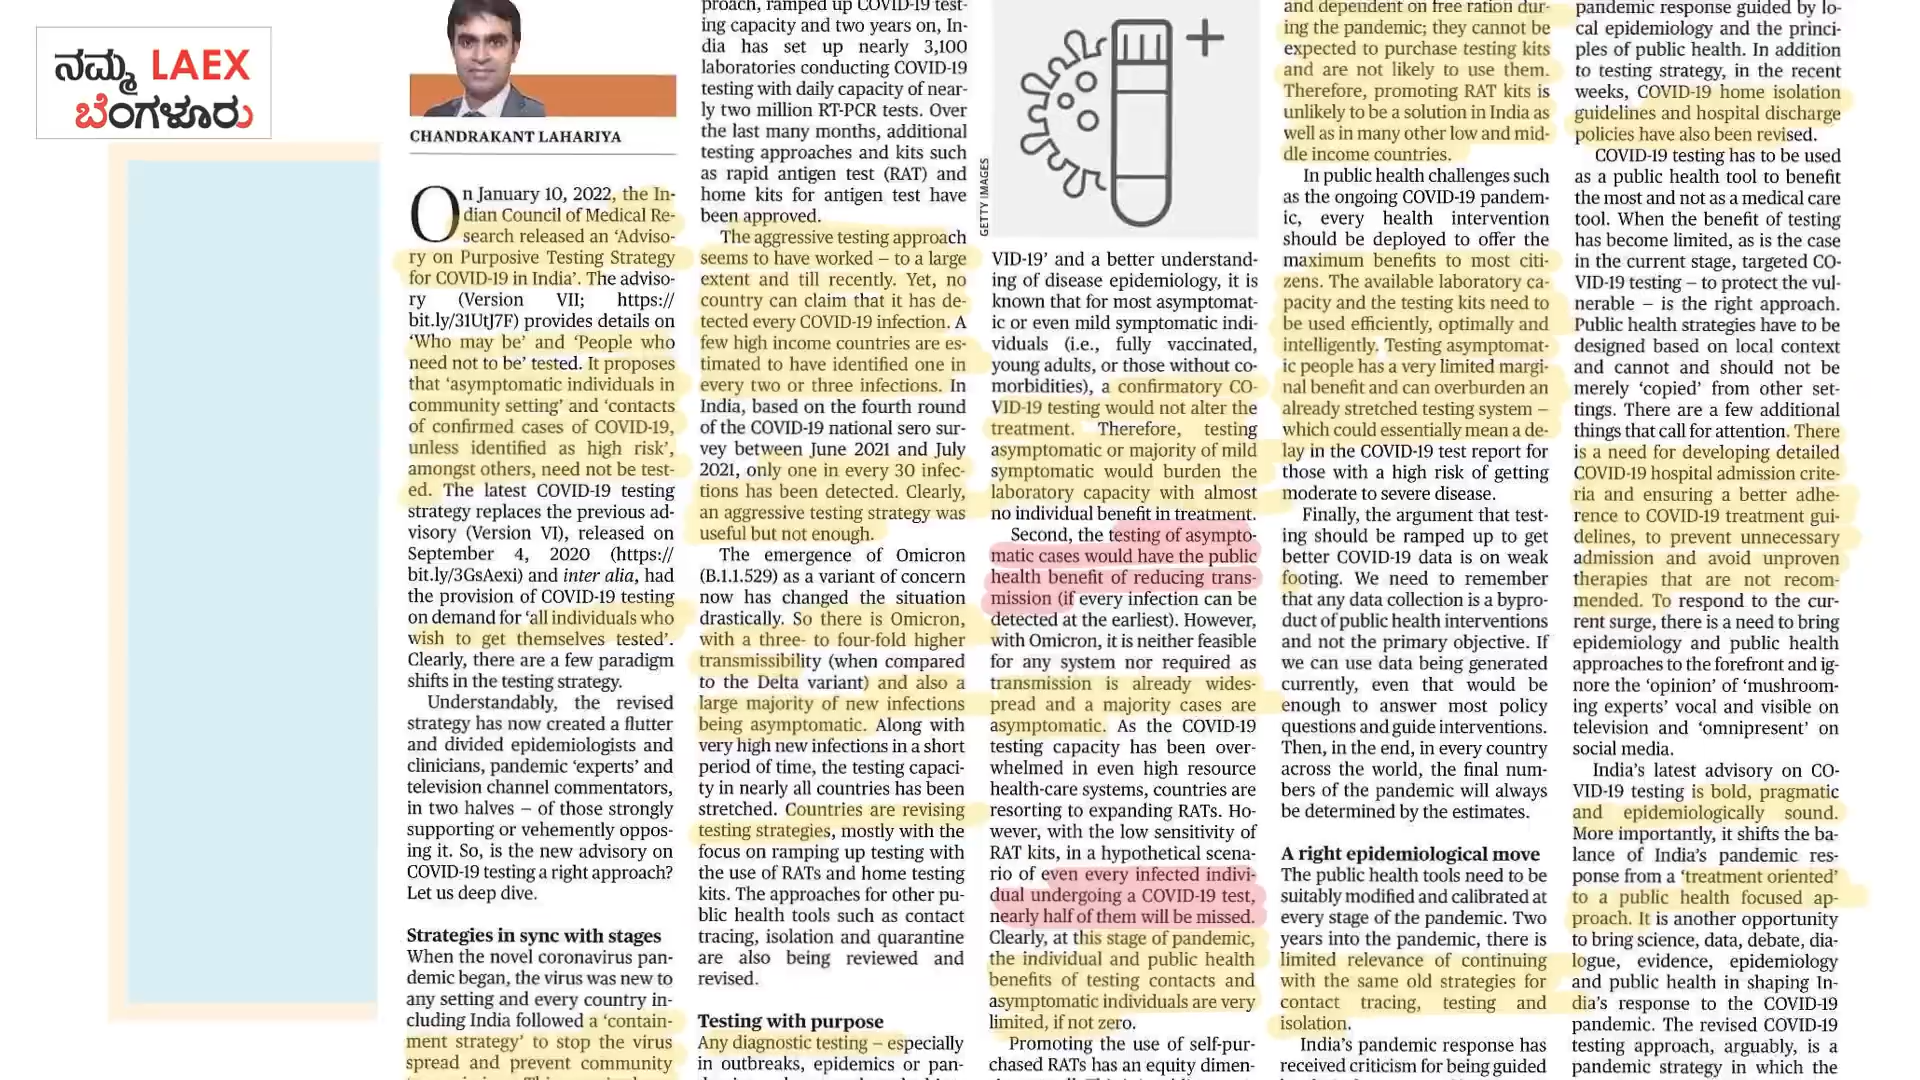 ನಮ್ಮ LAEX
ಬೆಂಗಳೂರು
CHANDRAKANT LAHARIYA
On January 10, 2022, the In-
dian Council of Medical Re-
search released an ‘Adviso-
ry on Purposive Testing Strategy
for COVID-19 in India’. The adviso-
ry (Version VII; https://
bit.ly/31UtJ7F) provides details on
‘Who may be’ and ‘People who
need not to be’ tested. It proposes
that ‘asymptomatic individuals in
community setting’ and ‘contacts
of confirmed cases of COVID-19,
unless identified as high risk’,
amongst others, need not be test-
ed. The latest COVID-19 testing
strategy replaces the previous ad-
visory (Version VI), released on
September 4, 2020 (https://
bit.ly/3GsAexi) and inter alia, had
the provision of COVID-19 testing
on demand for ‘all individuals who
wish to get themselves tested’.
Clearly, there are a few paradigm
shifts in the testing strategy.
Understandably, the revised
strategy has now created a flutter
and divided epidemiologists and
clinicians, pandemic ‘experts’ and
television channel commentators,
in two halves – of those strongly
supporting or vehemently oppos-
ing it. So, is the new advisory on
COVID-19 testing a right approach?
Let us deep dive.
Strategies in sync with stages
When the novel coronavirus pan-
demic began, the virus was new to
any setting and every country in-
cluding India followed a ‘contain-
ment strategy’ to stop the virus
spread and prevent community
proach, ramped up COVID-19 test-
ing capacity and two years on, In-
dia has set up nearly 3,100
laboratories conducting COVID-19
testing with daily capacity of near-
ly two million RT-PCR tests. Over
the last many months, additional
testing approaches and kits such
as rapid antigen test (RAT) and
home kits for antigen test have
been approved.
The aggressive testing approach
seems to have worked – to a large
extent and till recently. Yet, no
country can claim that it has de-
tected every COVID-19 infection. A
few high income countries are es-
timated to have identified one in
every two or three infections. In
India, based on the fourth round
of the COVID-19 national sero sur-
vey between June 2021 and July
2021, only one in every 30 infec-
tions has been detected. Clearly,
an aggressive testing strategy was
useful but not enough.
The emergence of Omicron
(B.1.1.529) as a variant of concern
now has changed the situation
drastically. So there is Omicron,
with a three- to four-fold higher
transmissibility (when compared
to the Delta variant) and also a
large majority of new infections
being asymptomatic. Along with
very high new infections in a short
period of time, the testing capaci-
ty in nearly all countries has been
stretched. Countries are revising
testing strategies, mostly with the
focus on ramping up testing with
the use of RATs and home testing
kits. The approaches for other pu-
blic health tools such as contact
tracing, isolation and quarantine
are also being reviewed and
revised.
Testing with purpose
Any diagnostic testing – especially
in outbreaks, epidemics or pan-
GETTY IMAGES
VID-19’ and a better understand-
ing of disease epidemiology, it is
known that for most asymptomat-
ic or even mild symptomatic indi-
viduals (i.e., fully vaccinated,
young adults, or those without co-
morbidities), a confirmatory CO-
VID-19 testing would not alter the
treatment. Therefore, testing
asymptomatic or majority of mild
symptomatic would burden the
laboratory capacity with almost
no individual benefit in treatment.
Second, the testing of asympto-
matic cases would have the public
health benefit of reducing trans-
mission (if every infection can be
detected at the earliest). However,
with Omicron, it is neither feasible
for any system nor required as
transmission is already wides-
pread and a majority cases are
asymptomatic. As the COVID-19
testing capacity has been over-
whelmed in even high resource
health-care systems, countries are
resorting to expanding RATs. Ho-
wever, with the low sensitivity of
RAT kits, in a hypothetical scena-
rio of even every infected indivi-
dual undergoing a COVID-19 test,
nearly half of them will be missed.
Clearly, at this stage of pandemic,
the individual and public health
benefits of testing contacts and
asymptomatic individuals are very
limited, if not zero.
Promoting the use of self-pur-
chased RATs has an equity dimen-
and dependent on free ration dur-
ing the pandemic; they cannot be
expected to purchase testing kits
and are not likely to use them.
Therefore, promoting RAT kits is
unlikely to be a solution in India as
well as in many other low and mid-
dle income countries.
In public health challenges such
as the ongoing COVID-19 pandem-
ic, every health intervention
should be deployed to offer the
maximum benefits to most citi-
zens. The available laboratory ca-
pacity and the testing kits need to
be used efficiently, optimally and
intelligently. Testing asymptomat-
ic people has a very limited margi-
nal benefit and can overburden an
already stretched testing system –
which could essentially mean a de-
lay in the COVID-19 test report for
those with a high risk of getting
moderate to severe disease.
Finally, the argument that test-
ing should be ramped up to get
better COVID-19 data is on weak
footing. We need to remember
that any data collection is a bypro-
duct of public health interventions
and not the primary objective. If
we can use data being generated
currently, even that would be
enough to answer most policy
questions and guide interventions.
Then, in the end, in every country
across the world, the final num-
bers of the pandemic will always
be determined by the estimates.
A right epidemiological move
The public health tools need to be
suitably modified and calibrated at
every stage of the pandemic. Two
years into the pandemic, there is
limited relevance of continuing
with the same old strategies for
contact tracing, testing and
isolation.
India’s pandemic response has
received criticism for being guided
pandemic response guided by lo-
cal epidemiology and the princi-
ples of public health. In addition
to testing strategy, in the recent
weeks, COVID-19 home isolation
guidelines and hospital discharge
policies have also been revised.
COVID-19 testing has to be used
as a public health tool to benefit
the most and not as a medical care
tool. When the benefit of testing
has become limited, as is the case
in the current stage, targeted CO-
VID-19 testing – to protect the vul-
nerable – is the right approach.
Public health strategies have to be
designed based on local context
and cannot and should not be
merely ‘copied’ from other set-
tings. There are a few additional
things that call for attention. There
is a need for developing detailed
COVID-19 hospital admission crite-
ria and ensuring a better adhe-
rence to COVID-19 treatment gui-
delines, to prevent unnecessary
admission and avoid unproven
therapies that are not recom-
mended. To respond to the cur-
rent surge, there is a need to bring
epidemiology and public health
approaches to the forefront and ig-
nore the ‘opinion’ of ‘mushroom-
ing experts’ vocal and visible on
television and ‘omnipresent’ on
social media.
India’s latest advisory on CO-
VID-19 testing is bold, pragmatic
and epidemiologically sound.
More importantly, it shifts the ba-
lance of India’s pandemic res-
ponse from a ‘treatment oriented’
to a public health focused ap-
proach. It is another opportunity
to bring science, data, debate, dia-
logue, evidence, epidemiology
and public health in shaping In-
dia’s response to the COVID-19
pandemic. The revised COVID-19
testing approach, arguably, is a
pandemic strategy in which the